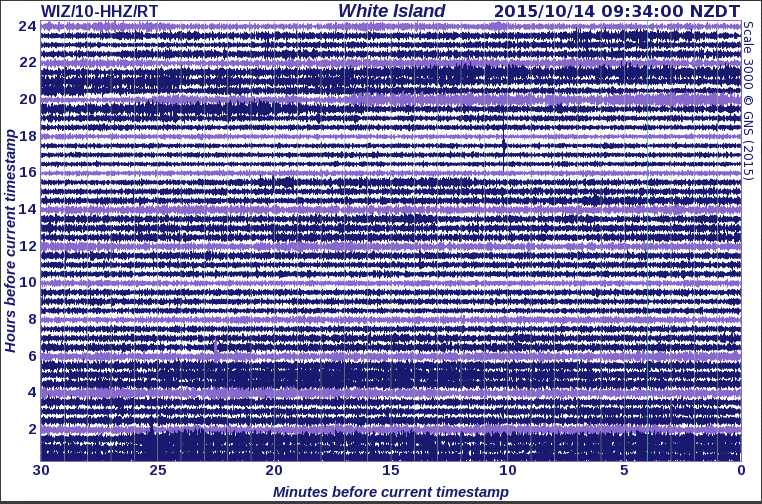 WIZ/10-HHZ/RT White Island 2015/10/14 09:34:00 NZDT
24
22
20
18
16
14
12
10
8
6
4
2
Hours before current timestamp
Scale 3000 © GNS (2015)
30 25 20 15 10 5 0
Minutes before current timestamp